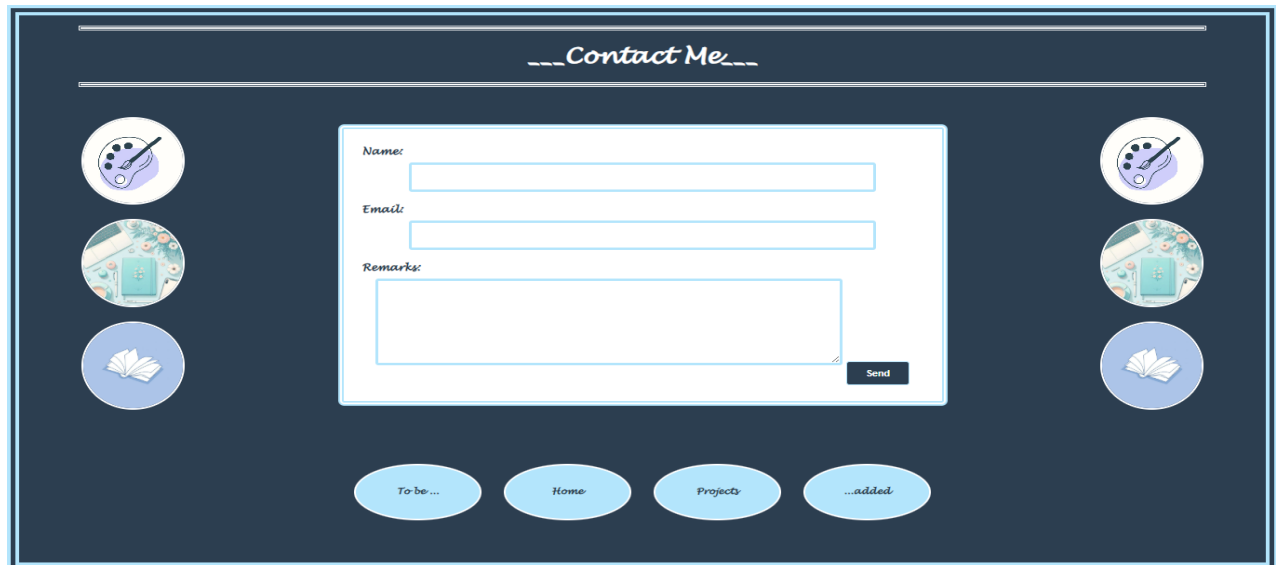 ___Contact Me___
Name:
Email:
Remarks:
Send
To be ...
Home
Projects
...added